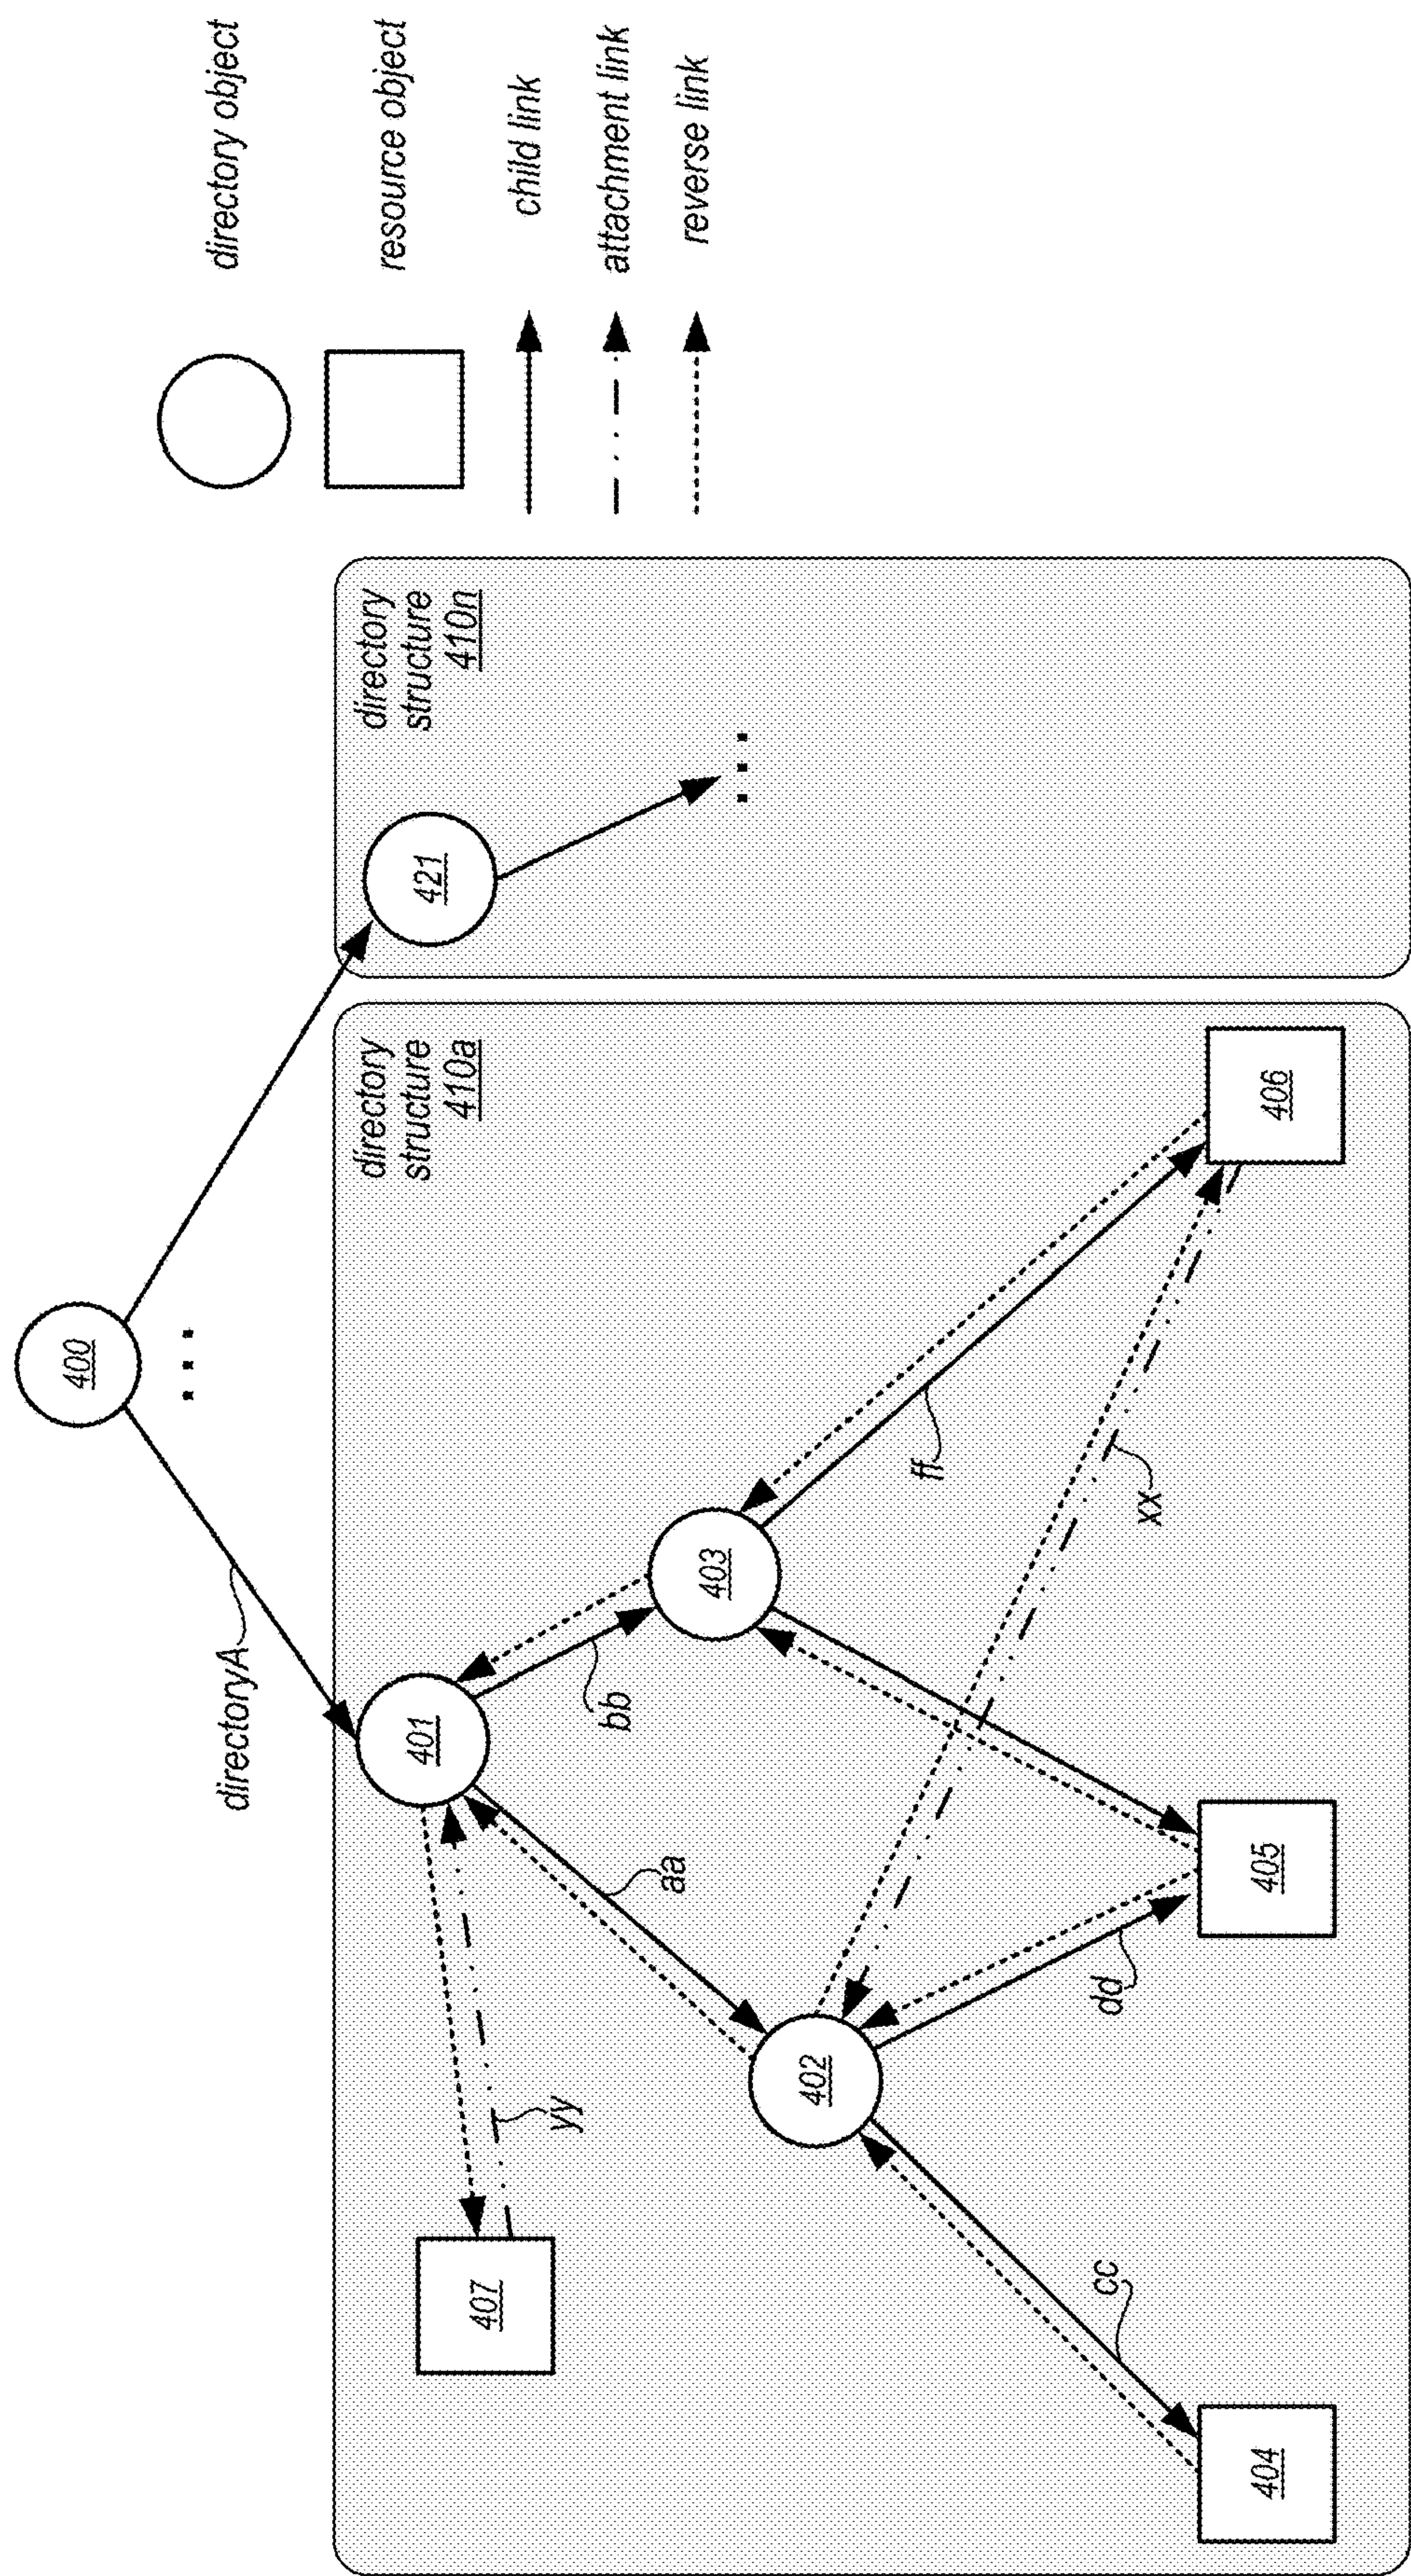 400
directoryA
directory
structure
410a
directory
structure
410n
401
421
407
yy
aa
bb
403
402
ff
xx
cc
dd
404
405
406
directory object
resource object
child link
attachment link
reverse link